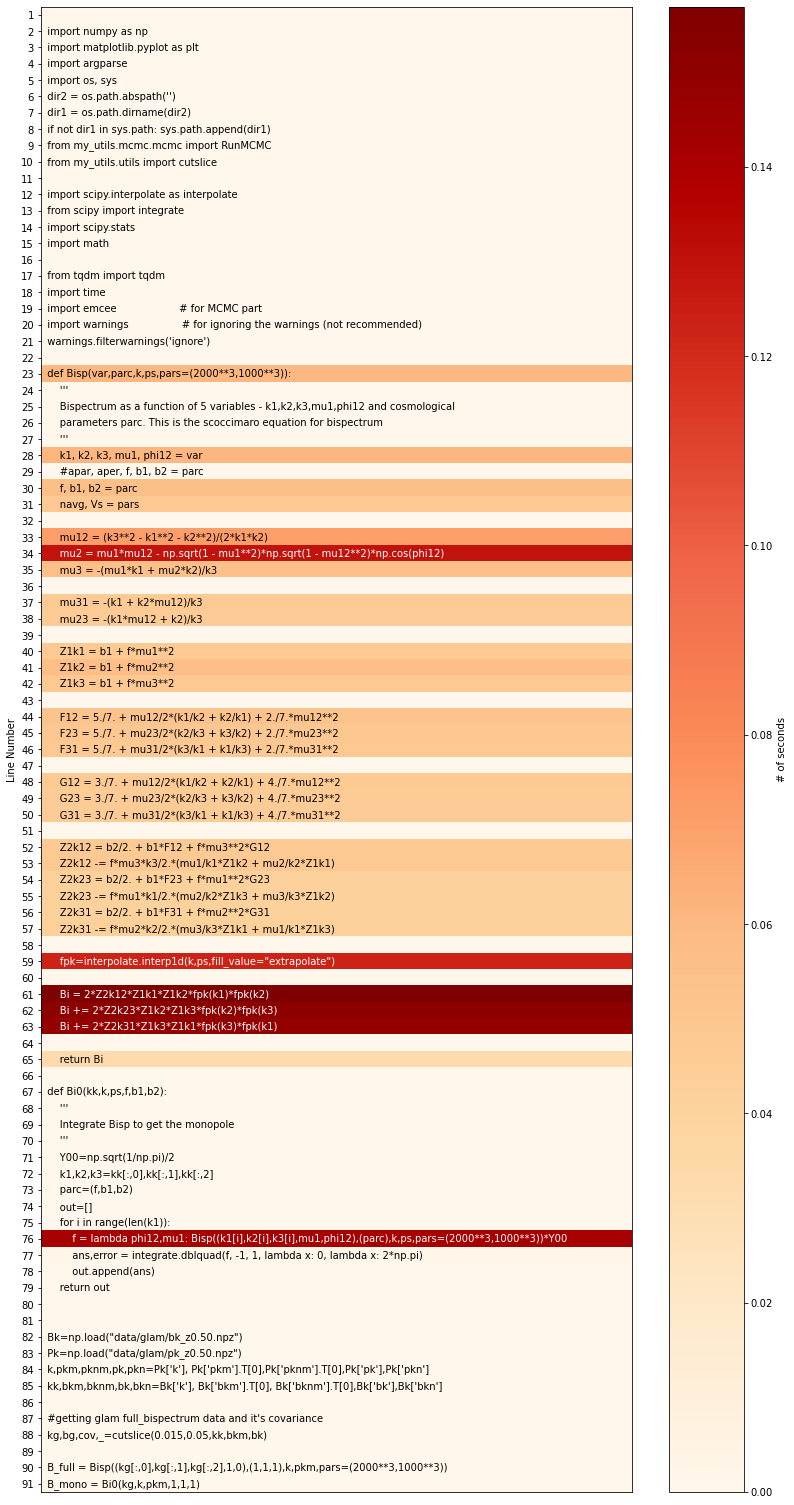 1
2 import numpy as np
3 import matplotlib.pyplot as plt
4 import argparse
5 import os, sys
6 dir2 = os.path.abspath('')
7 dir1 = os.path.dirname(dir2)
8 if not dir1 in sys.path: sys.path.append(dir1)
9 from my_utils.mcmc.mcmc import RunMCMC
10 from my_utils.utils import cutslice
11
12 import scipy.interpolate as interpolate
13 from scipy import integrate
14 import scipy.stats
15 import math
16
17 from tqdm import tqdm
18 import time
19 import emcee # for MCMC part
20 import warnings # for ignoring the warnings (not recommended)
21 warnings.filterwarnings('ignore')
22
23 def Bisp(var,parc,k,ps,pars=(2000**3,1000**3)):
24 '''
25 Bispectrum as a function of 5 variables - k1,k2,k3,mu1,phi12 and cosmological
26 parameters parc. This is the scoccimaro equation for bispectrum
27 '''
28 k1, k2, k3, mu1, phi12 = var
29 #apar, aper, f, b1, b2 = parc
30 f, b1, b2 = parc
31 navg, Vs = pars
32
33 mu12 = (k3**2 - k1**2 - k2**2)/(2*k1*k2)
34 mu2 = mu1*mu12 - np.sqrt(1 - mu1**2)*np.sqrt(1 - mu12**2)*np.cos(phi12)
35 mu3 = -(mu1*k1 + mu2*k2)/k3
36
37 mu31 = -(k1 + k2*mu12)/k3
38 mu23 = -(k1*mu12 + k2)/k3
39
40 Z1k1 = b1 + f*mu1**2
41 Z1k2 = b1 + f*mu2**2
42 Z1k3 = b1 + f*mu3**2
43
44 F12 = 5./7. + mu12/2*(k1/k2 + k2/k1) + 2./7.*mu12**2
45 F23 = 5./7. + mu23/2*(k2/k3 + k3/k2) + 2./7.*mu23**2
46 F31 = 5./7. + mu31/2*(k3/k1 + k1/k3) + 2./7.*mu31**2
47
48 G12 = 3./7. + mu12/2*(k1/k2 + k2/k1) + 4./7.*mu12**2
49 G23 = 3./7. + mu23/2*(k2/k3 + k3/k2) + 4./7.*mu23**2
50 G31 = 3./7. + mu31/2*(k3/k1 + k1/k3) + 4./7.*mu31**2
51
52 Z2k12 = b2/2. + b1*F12 + f*mu3**2*G12
53 Z2k12 -= f*mu3*k3/2.*(mu1/k1*Z1k2 + mu2/k2*Z1k1)
54 Z2k23 = b2/2. + b1*F23 + f*mu1**2*G23
55 Z2k23 -= f*mu1*k1/2.*(mu2/k2*Z1k3 + mu3/k3*Z1k2)
56 Z2k31 = b2/2. + b1*F31 + f*mu2**2*G31
57 Z2k31 -= f*mu2*k2/2.*(mu3/k3*Z1k1 + mu1/k1*Z1k3)
58
59 fpk=interpolate.interp1d(k,ps,fill_value="extrapolate")
60
61 Bi = 2*Z2k12*Z1k1*Z1k2*fpk(k1)*fpk(k2)
62 Bi += 2*Z2k23*Z1k2*Z1k3*fpk(k2)*fpk(k3)
63 Bi += 2*Z2k31*Z1k3*Z1k1*fpk(k3)*fpk(k1)
64
65 return Bi
66
67 def Bi0(kk,k,ps,f,b1,b2):
68 '''
69 Integrate Bisp to get the monopole
70 '''
71 Y00=np.sqrt(1/np.pi)/2
72 k1,k2,k3=kk[:,0],kk[:,1],kk[:,2]
73 parc=(f,b1,b2)
74 out=[]
75 for i in range(len(k1)):
76 f = lambda phi12,mu1: Bisp((k1[i],k2[i],k3[i],mu1,phi12),(parc),k,ps,pars=(2000**3,1000**3))*Y00
77 ans,error = integrate.dblquad(f, -1, 1, lambda x: 0, lambda x: 2*np.pi)
78 out.append(ans)
79 return out
80
81
82 Bk=np.load("data/glam/bk_z0.50.npz")
83 Pk=np.load("data/glam/pk_z0.50.npz")
84 k,pkm,pknm,pk,pkn=Pk['k'], Pk['pkm'].T[0],Pk['pknm'].T[0],Pk['pk'],Pk['pkn']
85 kk,bkm,bknm,bk,bkn=Bk['k'], Bk['bkm'].T[0], Bk['bknm'].T[0],Bk['bk'],Bk['bkn']
86
87 #getting glam full_bispectrum data and it's covariance
88 kg,bg,cov,_=cutslice(0.015,0.05,kk,bkm,bk)
89
90 B_full = Bisp((kg[:,0],kg[:,1],kg[:,2],1,0),(1,1,1),k,pkm,pars=(2000**3,1000**3))
91 B_mono = Bi0(kg,k,pkm,1,1,1)
Line Number
0.14
0.12
0.10
0.08
0.06
0.04
0.02
0.00
# of seconds